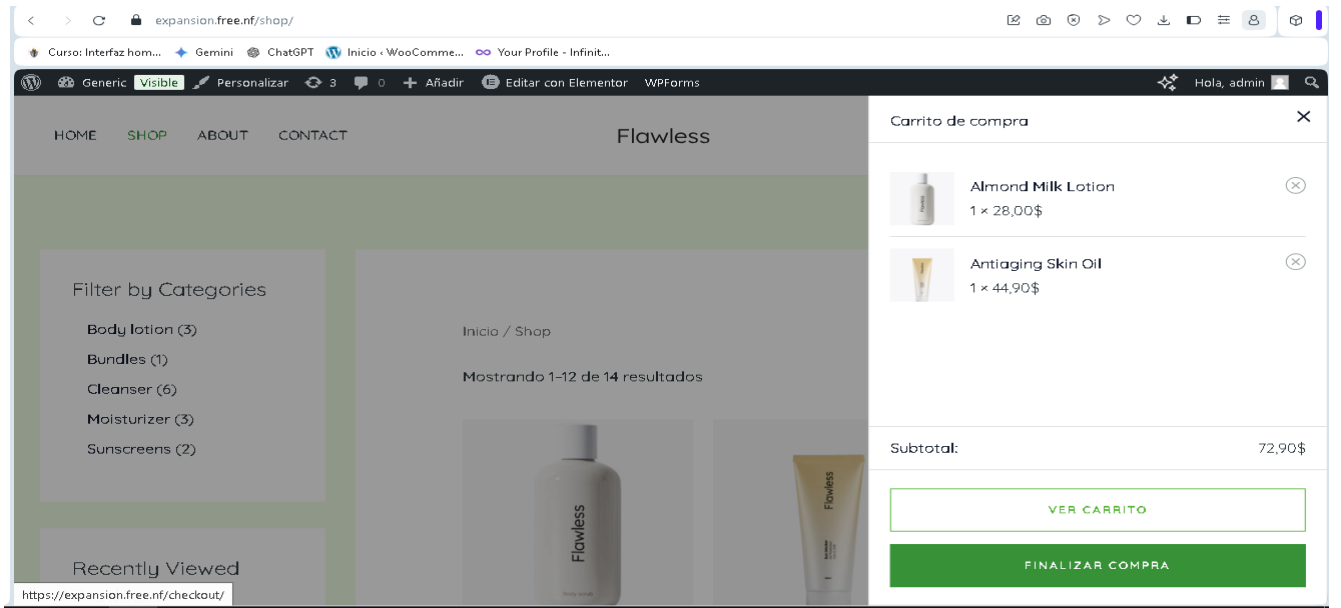 expansion.free.nf/shop/
Curso: Interfaz hom... Gemini ChatGPT Inicio ‹ WooComme... Your Profile - Infinit...
Generic Visible Personalizar 3 0 Añadir Editar con Elementor WPForms Hola, admin
HOME SHOP ABOUT CONTACT Flawless
Carrito de compra
Almond Milk Lotion
1 × 28,00$
Antiaging Skin Oil
1 × 44,90$
Subtotal: 72,90$
VER CARRITO
FINALIZAR COMPRA
Filter by Categories
Body lotion (3)
Bundles (1)
Cleanser (6)
Moisturizer (3)
Sunscreens (2)
Recently Viewed
Inicio / Shop
Mostrando 1–12 de 14 resultados
Flawless
Flawless
https://expansion.free.nf/checkout/